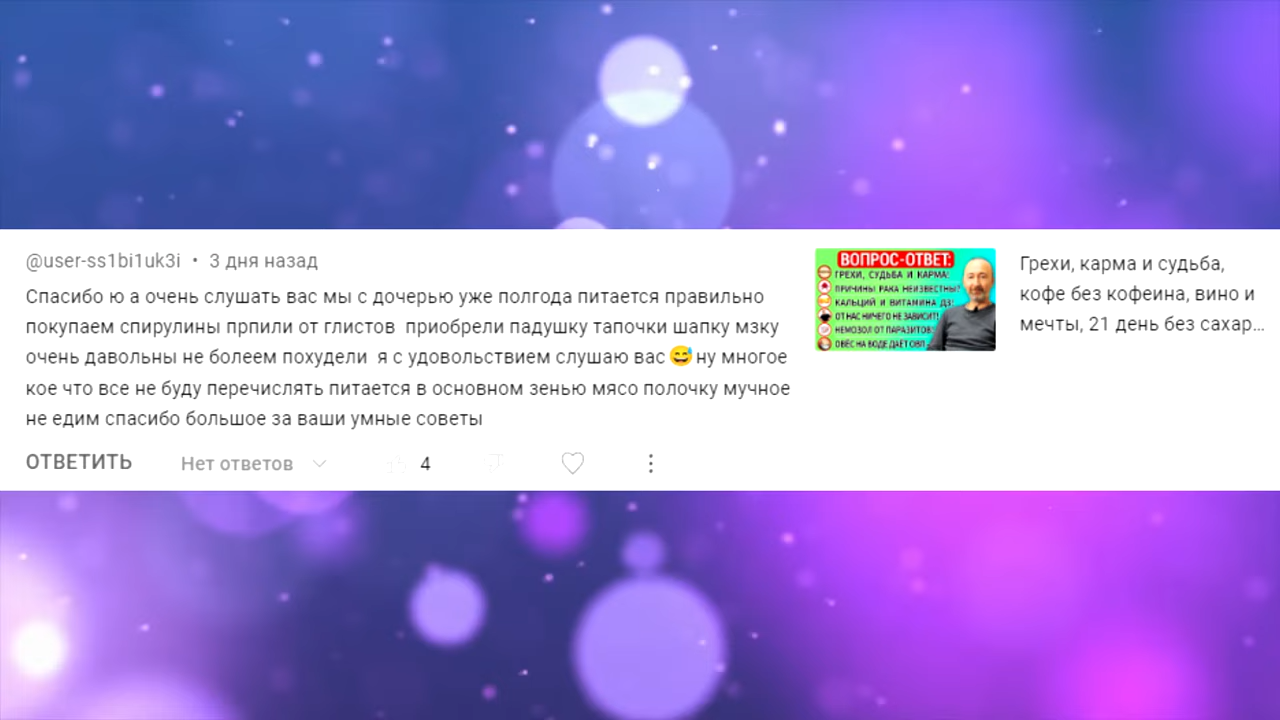 @user-ss1bi1uk3i • 3 дня назад
Спасибо ю а очень слушать вас мы с дочерью уже полгода питается правильно
покупаем спирулины прпили от глистов приобрели падушку тапочки шапку мзку
очень давольны не болеем похудели я с удовольствием слушаю вас 😅 ну многое
кое что все не буду перечислять питается в основном зенью мясо полочку мучное
не едим спасибо большое за ваши умные советы
ОТВЕТИТЬ
Нет ответов
4
ВОПРОС-ОТВЕТ:
ГРЕХИ, СУДЬБА И КАРМА!
ПРИЧИНЫ РАКА НЕИЗВЕСТНЫ?
КАЛЬЦИЙ И ВИТАМИНА Д3!
ОТ НАС НИЧЕГО НЕ ЗАВИСИТ!
НЕМОЗОЛ ОТ ПАРАЗИТОВ!
ОВЁС НА ВОДЕ ДАЁТ
Грехи, карма и судьба,
кофе без кофеина, вино и
мечты, 21 день без сахар...